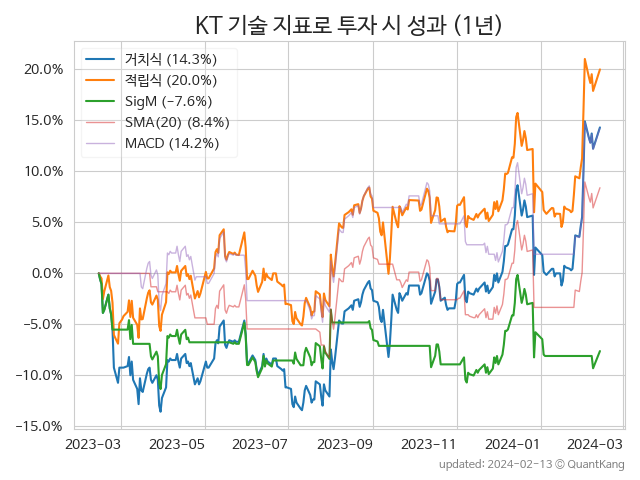 KT 기술 지표로 투자 시 성과 (1년)
거치식 (14.3%)
적립식 (20.0%)
SigM (−7.6%)
SMA(20) (8.4%)
MACD (14.2%)
20.0%
15.0%
10.0%
5.0%
0.0%
−5.0%
−10.0%
−15.0%
2023-03 2023-05 2023-07 2023-09 2023-11 2024-01 2024-03
updated: 2024-02-13 ⓒ QuantKang